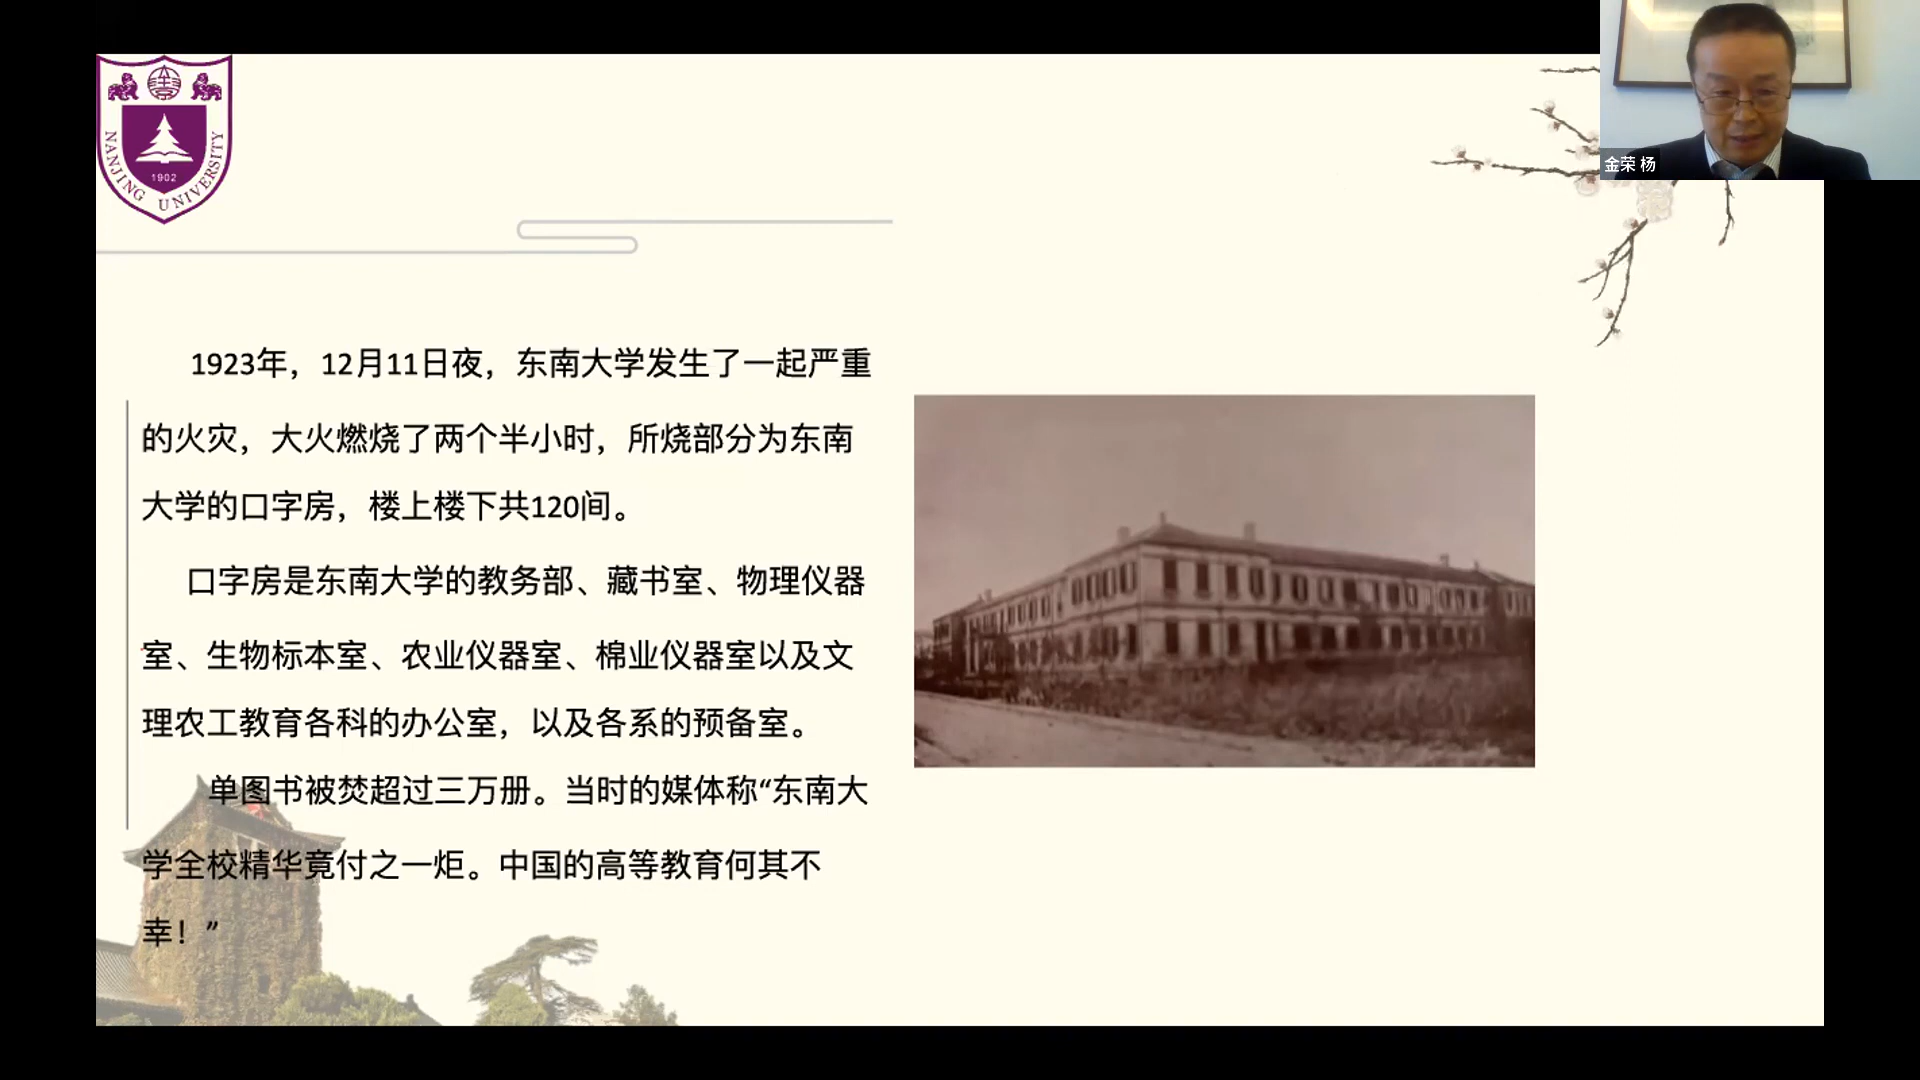 NANJING UNIVERSITY
1902
金荣 杨
1923年，12月11日夜，东南大学发生了一起严重
的火灾，大火燃烧了两个半小时，所烧部分为东南
大学的口字房，楼上楼下共120间。
口字房是东南大学的教务部、藏书室、物理仪器
室、生物标本室、农业仪器室、棉业仪器室以及文
理农工教育各科的办公室，以及各系的预备室。
单图书被焚超过三万册。当时的媒体称“东南大
学全校精华竟付之一炬。中国的高等教育何其不
幸！”